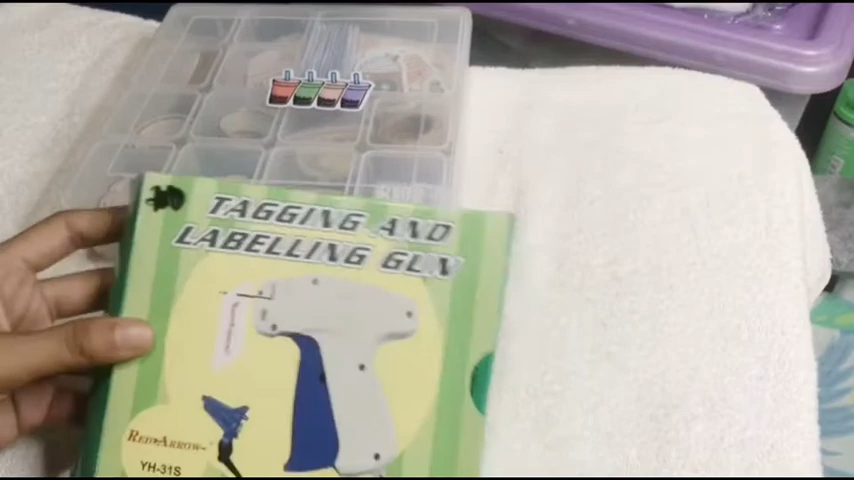 TAGGING AND
LABELLING GUN
RED ARROW
YH-31S